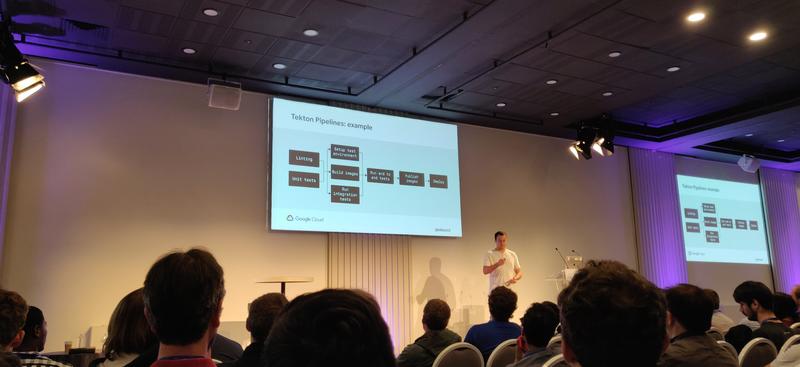 Tekton Pipelines: example
Setup test
environment
Linting
Build images
Unit tests
Run
integration
tests
Run end to
end tests
Publish
images
Deploy
Google Cloud
Tekton Pipelines: example